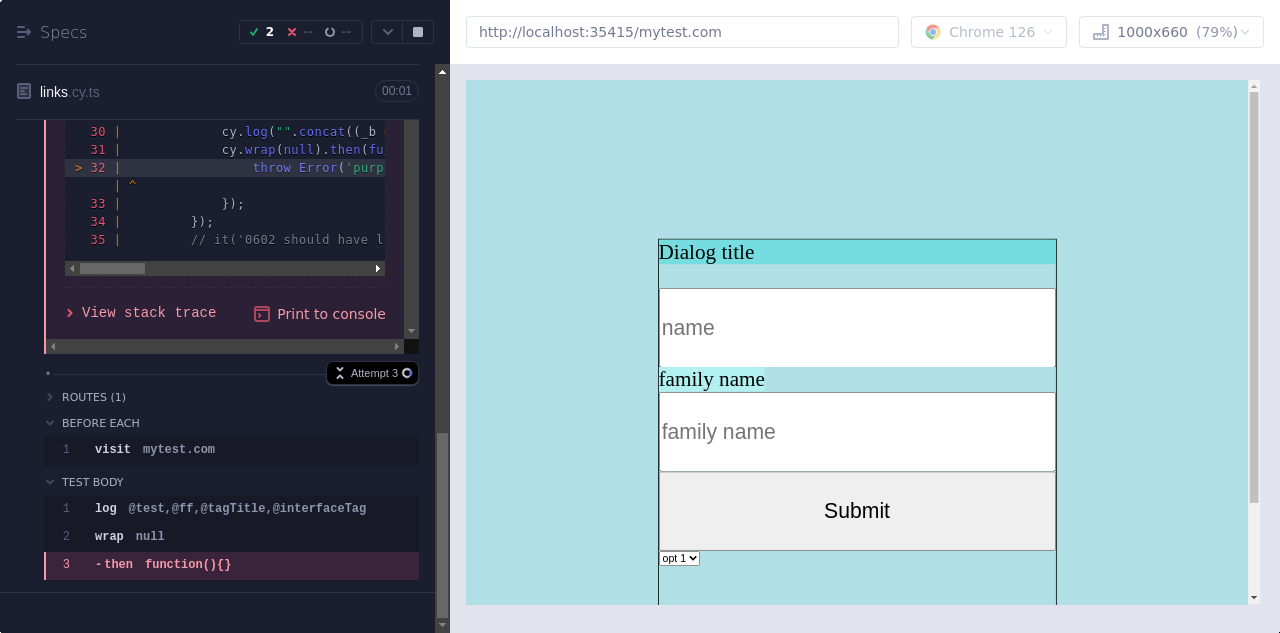 Specs
2
--
--
links.cy.ts
00:01
30 | cy.log("".concat((_b
31 | cy.wrap(null).then(fu
> 32 | throw Error('purp
| ^
33 | });
34 | });
35 | // it('0602 should have l
View stack trace
Print to console
Attempt 3
ROUTES (1)
BEFORE EACH
1 visit mytest.com
TEST BODY
1 log @test,@ff,@tagTitle,@interfaceTag
2 wrap null
3 -then function(){}
http://localhost:35415/mytest.com
Chrome 126
1000x660 (79%)
Dialog title
name
family name
family name
Submit
opt 1